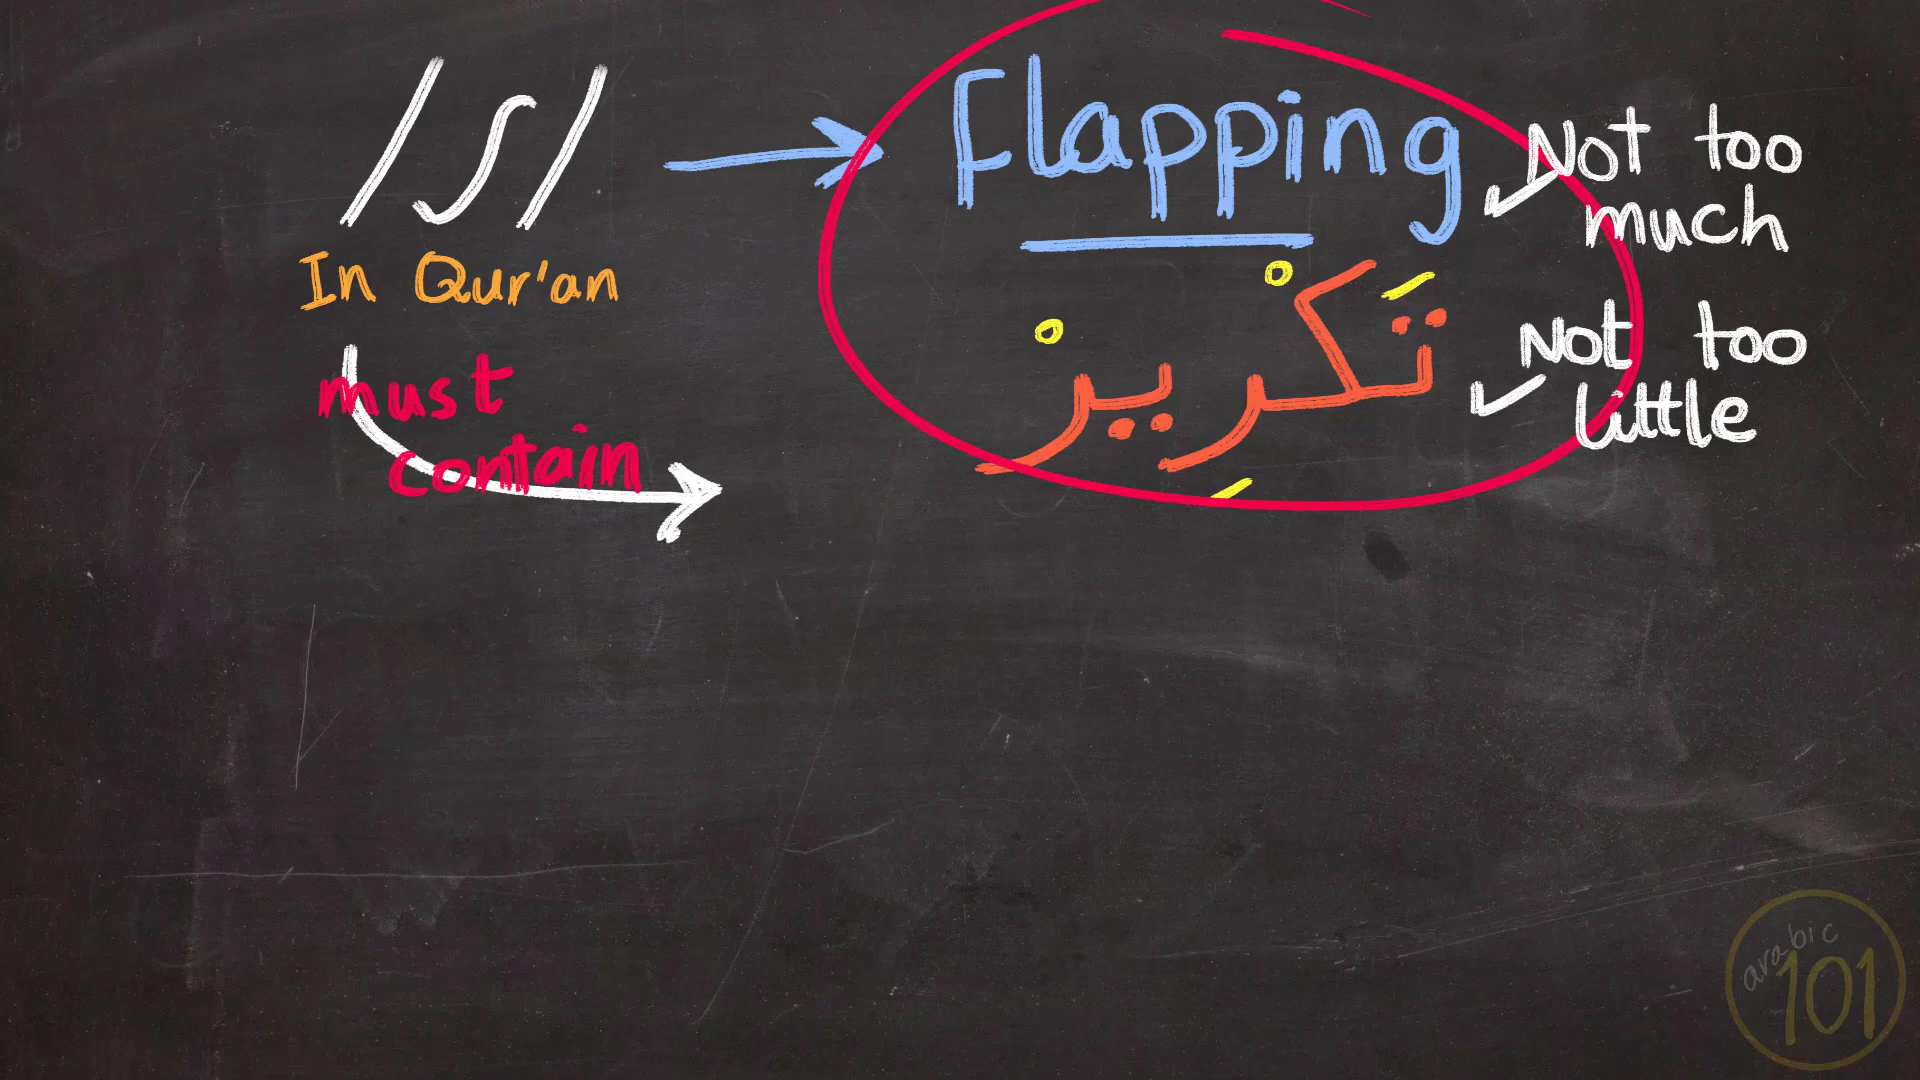 /ر/
In Qur'an
must
contain
Flapping
تَكْرِيرْ
Not too
much
Not too
little
arabic
101